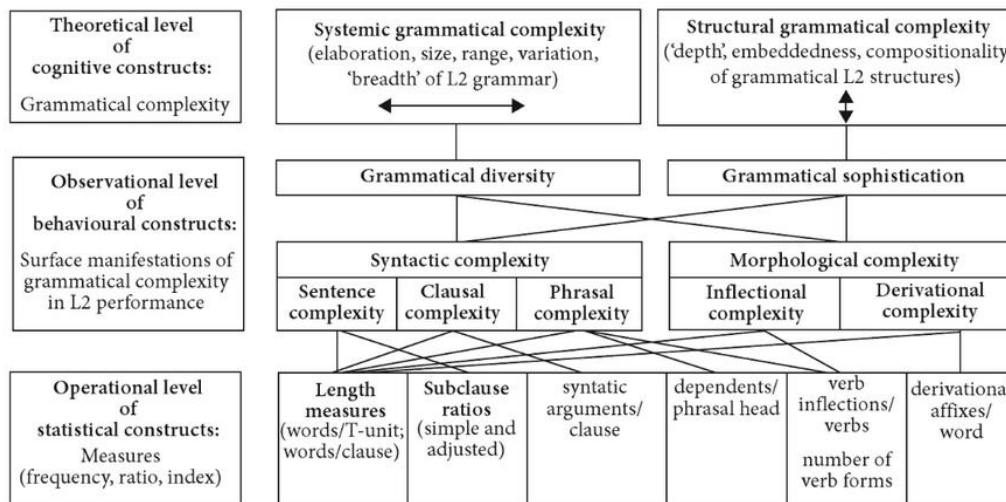 Theoretical level
of
cognitive constructs:
Grammatical complexity
Systemic grammatical complexity
(elaboration, size, range, variation,
‘breadth’ of L2 grammar)
Structural grammatical complexity
(‘depth’, embeddedness, compositionality
of grammatical L2 structures)
Observational level
of
behavioural constructs:
Surface manifestations of
grammatical complexity
in L2 performance
Grammatical diversity
Grammatical sophistication
Syntactic complexity
Sentence
complexity
Clausal
complexity
Phrasal
complexity
Morphological complexity
Inflectional
complexity
Derivational
complexity
Operational level
of
statistical constructs:
Measures
(frequency, ratio, index)
Length
measures
(words/T-unit;
words/clause)
Subclause
ratios
(simple and
adjusted)
syntatic
arguments/
clause
dependents/
phrasal head
verb
inflections/
verbs
number of
verb forms
derivational
affixes/
word